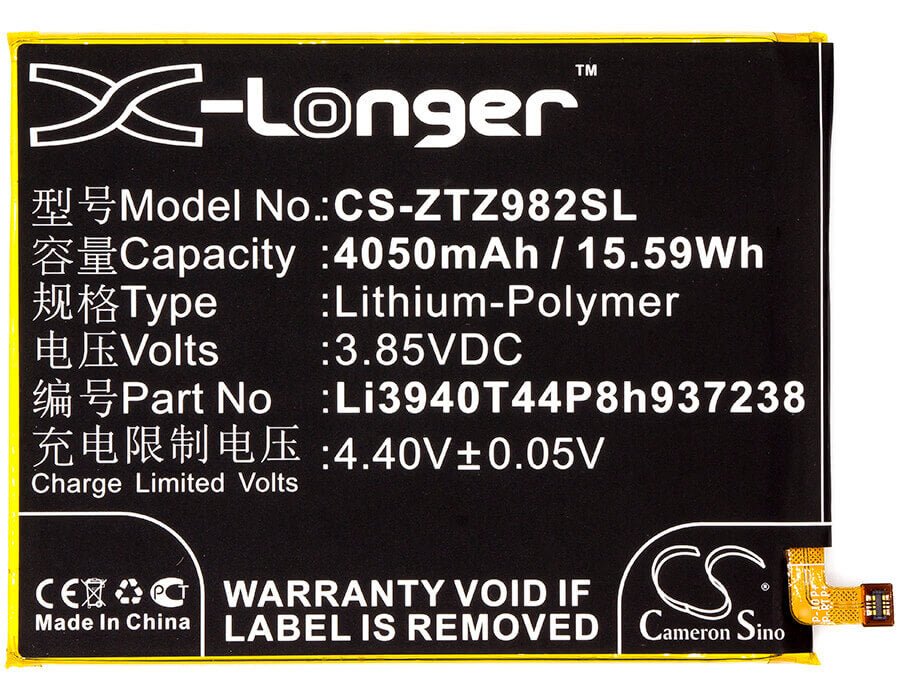 X-Longer™
型号Model No.:CS-ZTZ982SL
容量Capacity :4050mAh / 15.59Wh
规格Type :Lithium-Polymer
电压Volts :3.85VDC
编号Part No :Li3940T44P8h937238
充电限制电压 :4.40V±0.05V
Charge Limited Volts
CE PCT
Made In China
WARRANTY VOID IF
LABEL IS REMOVED
CS®
Cameron Sino